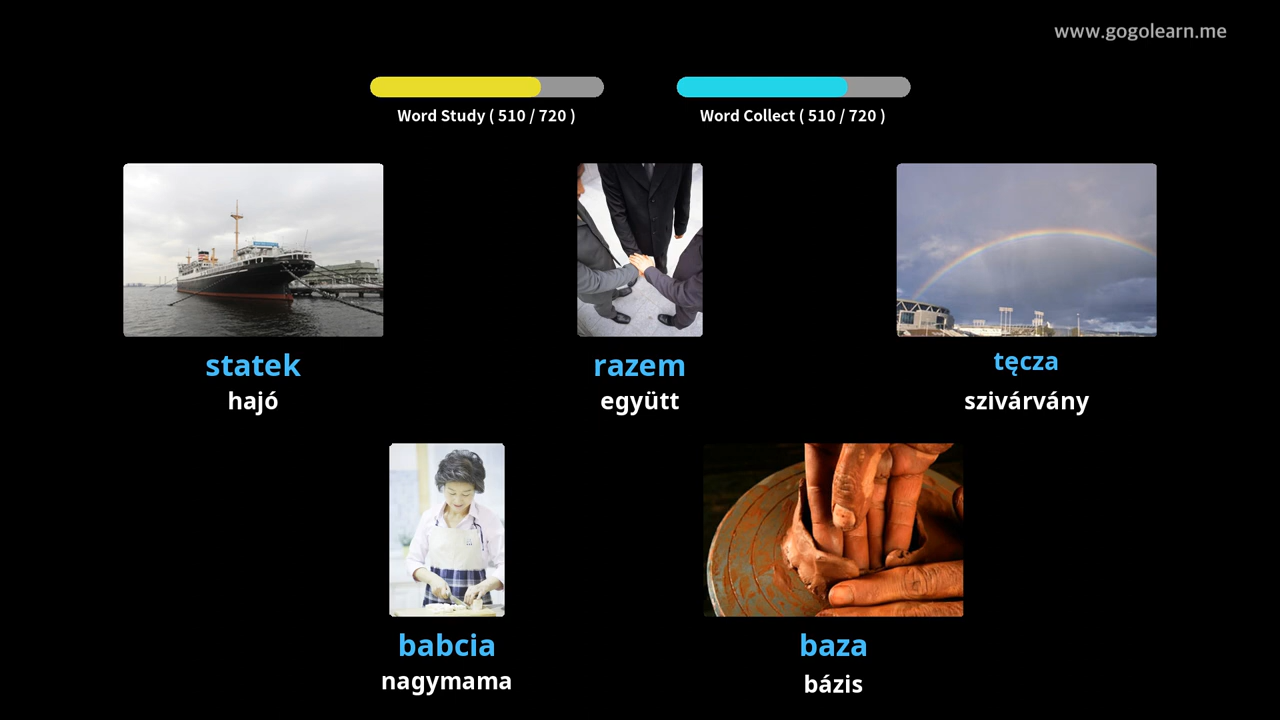 www.gogolearn.me
Word Study ( 510 / 720 )
Word Collect ( 510 / 720 )
statek
hajó
razem
együtt
tęcza
szivárvány
babcia
nagymama
baza
bázis